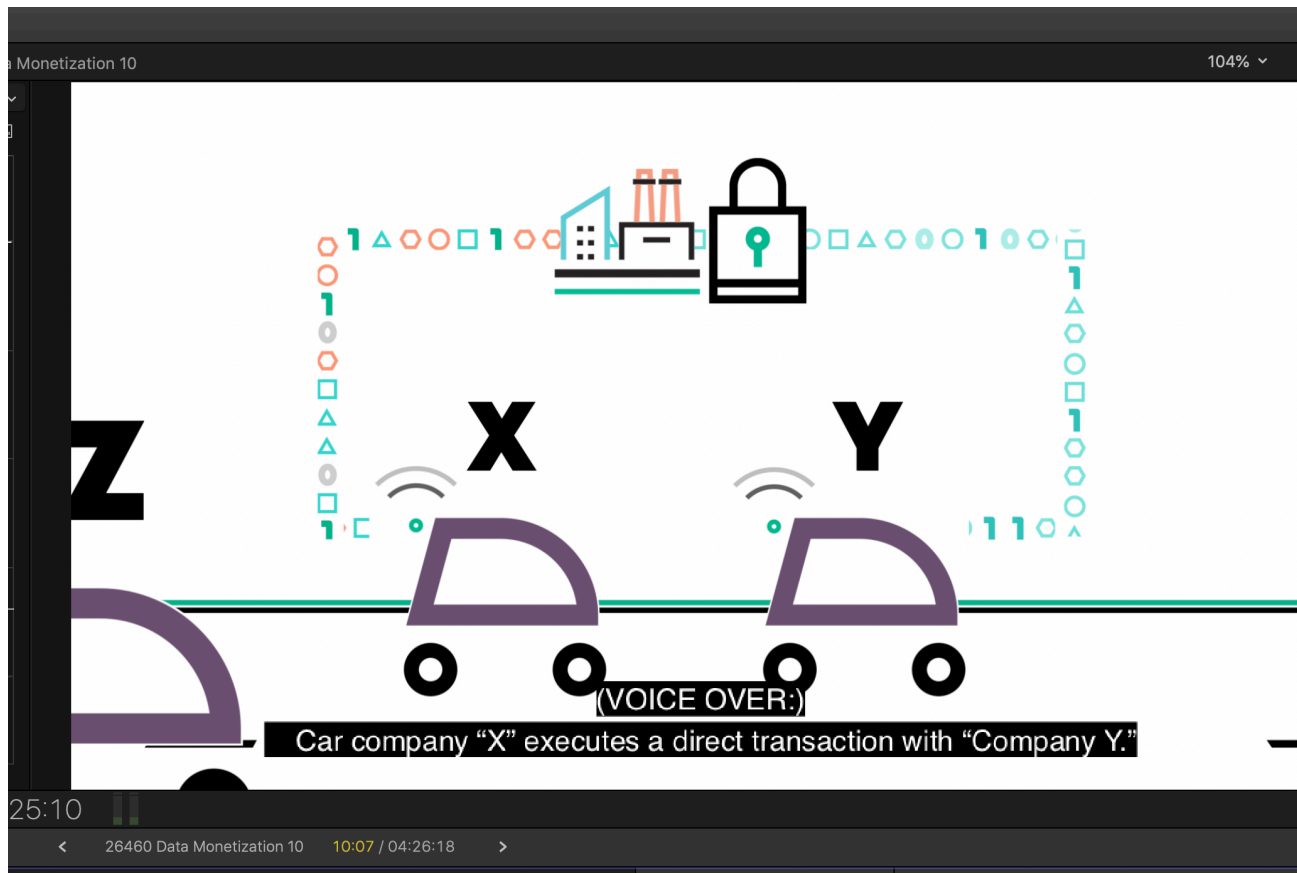 a Monetization 10
104%
Z
X
Y
(VOICE OVER:)
Car company “X” executes a direct transaction with “Company Y.”
25:10
26460 Data Monetization 10
10:07 / 04:26:18